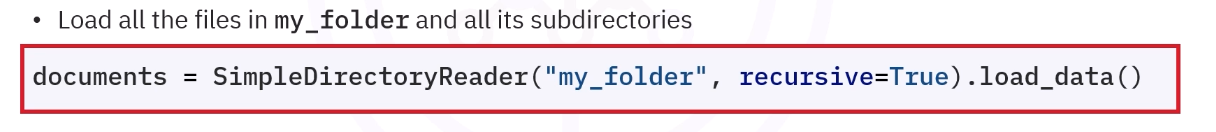 • Load all the files in my_folder and all its subdirectories
documents = SimpleDirectoryReader("my_folder", recursive=True).load_data()